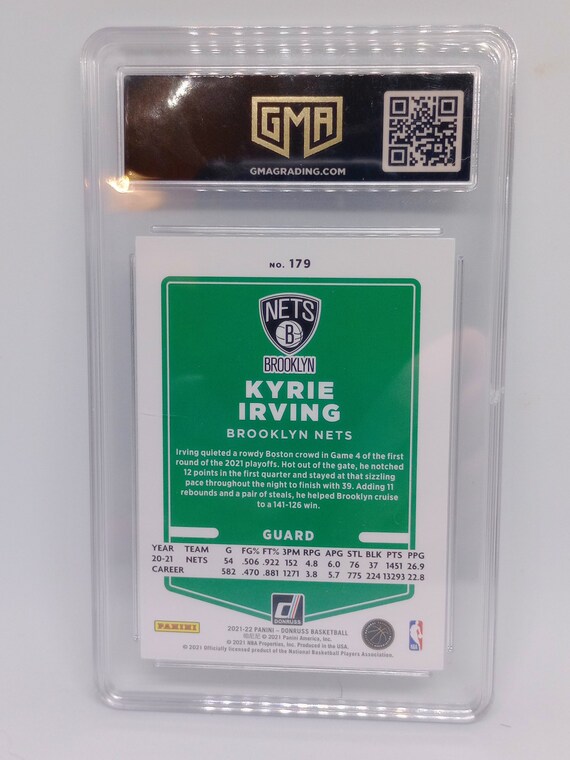 GMA
GMAGRADING.COM
NO. 179
NETS
B
BROOKLYN
KYRIE
IRVING
BROOKLYN NETS
Irving quieted a rowdy Boston crowd in Game 4 of the first
round of the 2021 playoffs. Hot out of the gate, he notched
12 points in the first quarter and stayed at that sizzling
pace throughout the night to finish with 39. Adding 11
rebounds and a pair of steals, he helped Brooklyn cruise
to a 141-126 win.
GUARD
YEAR TEAM G FG% FT% 3PM RPG APG STL BLK PTS PPG
20-21 NETS 54 .506 .922 152 4.8 6.0 76 37 1451 26.9
CAREER 582 .470 .881 1271 3.8 5.7 775 224 13293 22.8
DONRUSS
PANINI
2021-22 PANINI – DONRUSS BASKETBALL
© 2021 Panini America, Inc.
© 2021 NBA Properties, Inc. Produced in the USA.
© 2021 Officially licensed product of the National Basketball Players Association.